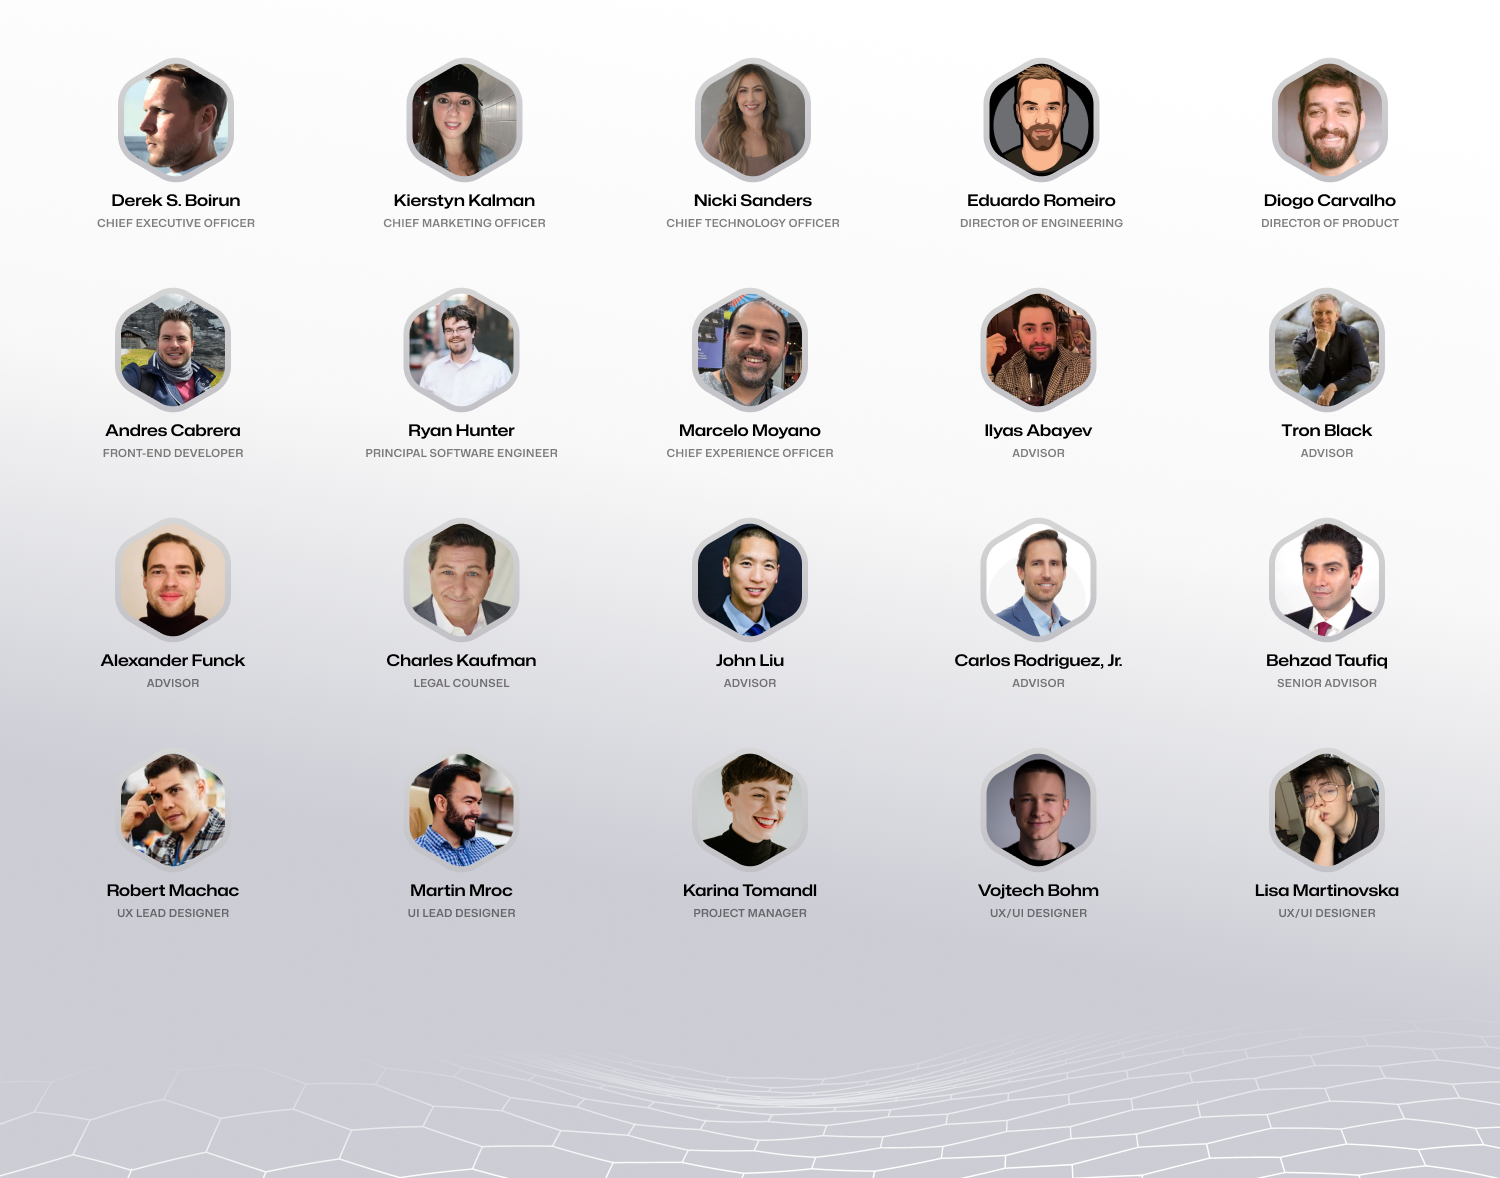 Derek S. Boirun
CHIEF EXECUTIVE OFFICER
Kierstyn Kalman
CHIEF MARKETING OFFICER
Nicki Sanders
CHIEF TECHNOLOGY OFFICER
Eduardo Romeiro
DIRECTOR OF ENGINEERING
Diogo Carvalho
DIRECTOR OF PRODUCT
Andres Cabrera
FRONT-END DEVELOPER
Ryan Hunter
PRINCIPAL SOFTWARE ENGINEER
Marcelo Moyano
CHIEF EXPERIENCE OFFICER
Ilyas Abayev
ADVISOR
Tron Black
ADVISOR
Alexander Funck
ADVISOR
Charles Kaufman
LEGAL COUNSEL
John Liu
ADVISOR
Carlos Rodriguez, Jr.
ADVISOR
Behzad Taufiq
SENIOR ADVISOR
Robert Machac
UX LEAD DESIGNER
Martin Mroc
UI LEAD DESIGNER
Karina Tomandl
PROJECT MANAGER
Vojtech Bohm
UX/UI DESIGNER
Lisa Martinovska
UX/UI DESIGNER